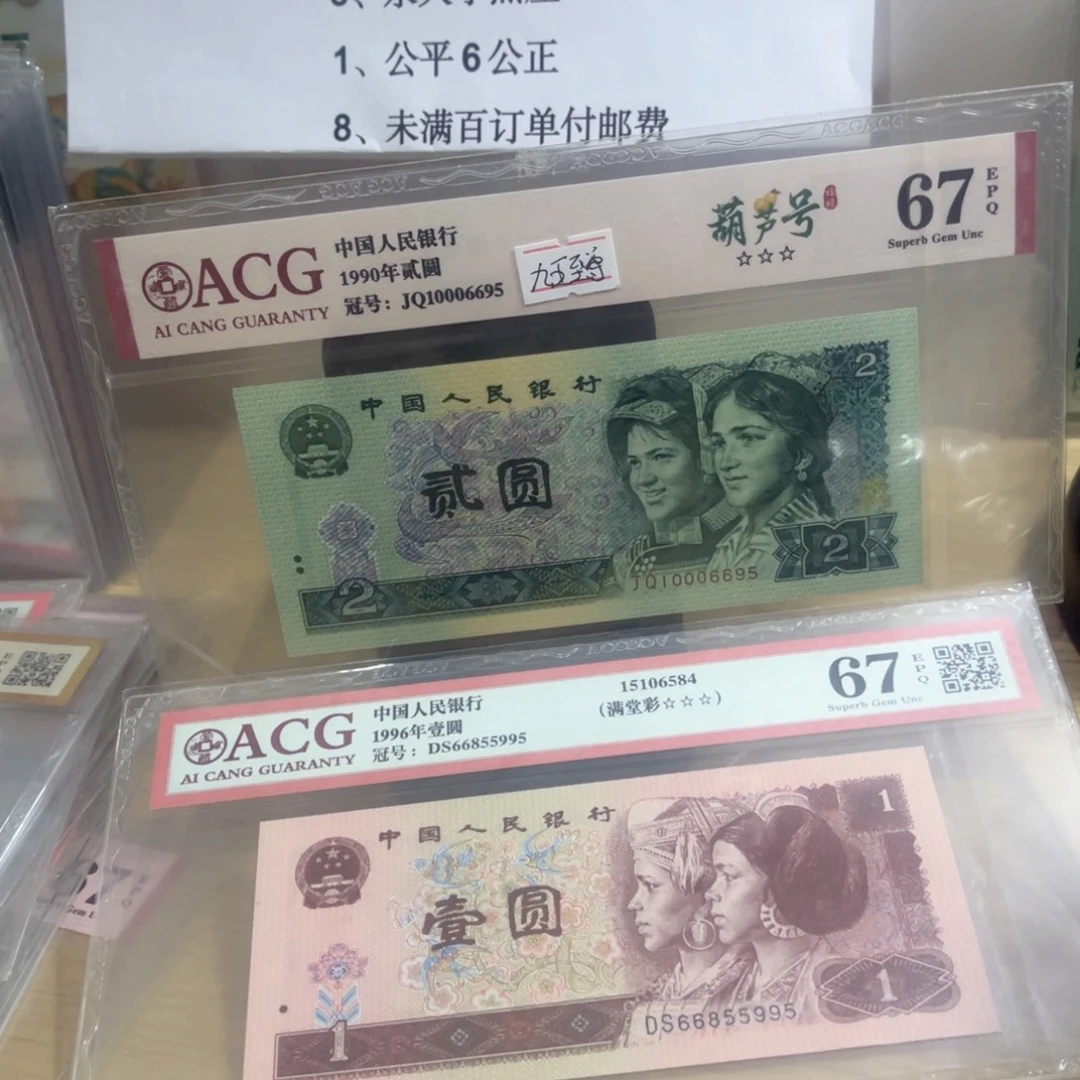 1、公平6公正
8、未满百订单付邮费
ACG
AI CANG GUARANTY
中国人民银行
1990年贰圆
冠号：JQ10006695
九五至尊
葫芦号
☆☆☆
67
EPQ
Superb Gem Unc
中国人民银行
贰圆
2
2
2
JQ10006695
ACG
AI CANG GUARANTY
中国人民银行
1996年壹圆
冠号：DS66855995
15106584
(满堂彩☆☆☆)
67
EPQ
Superb Gem Unc
中国人民银行
壹圆
1
1
1
DS66855995